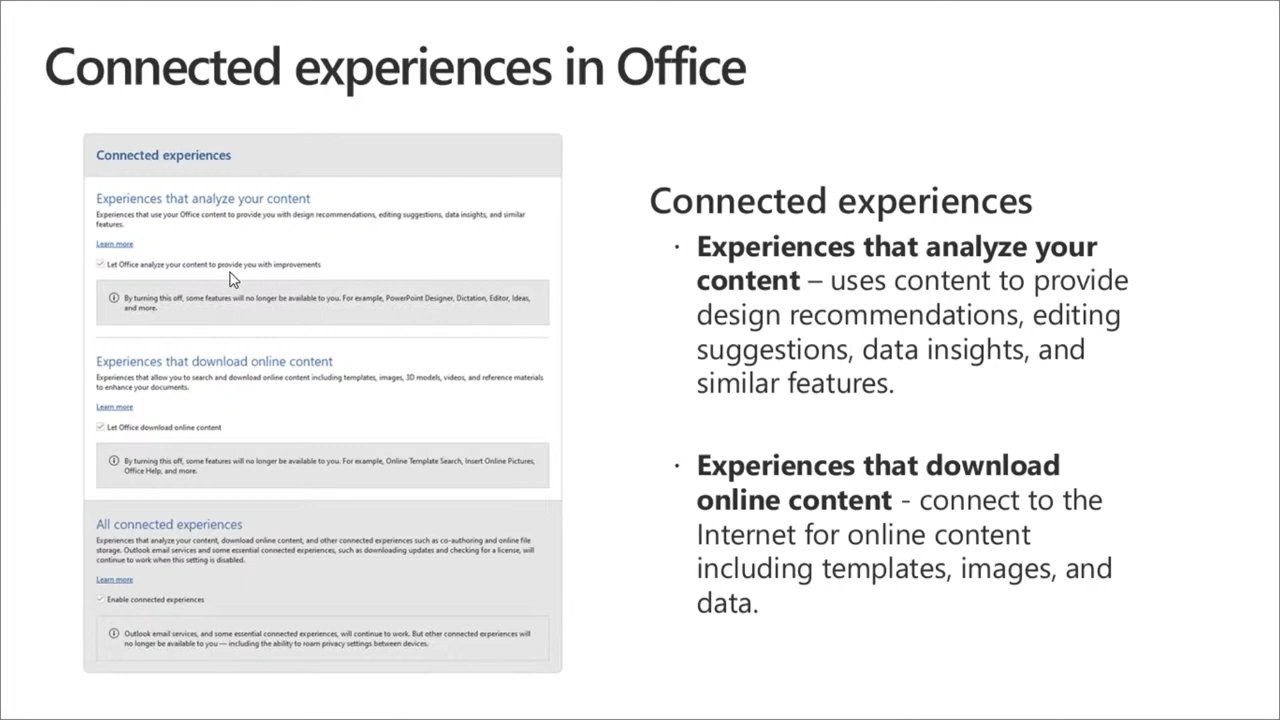 Connected experiences in Office
Connected experiences
Experiences that analyze your content
Experiences that use your Office content to provide you with design recommendations, editing suggestions, data insights, and similar
features.
Learn more
Let Office analyze your content to provide you with improvements
By turning this off, some features will no longer be available to you. For example, PowerPoint Designer, Dictation, Editor, Ideas,
and more.
Experiences that download online content
Experiences that allow you to search and download online content including templates, images, 3D models, videos, and reference materials
to enhance your documents.
Learn more
Let Office download online content
By turning this off, some features will no longer be available to you. For example, Online Template Search, Insert Online Pictures,
Office Help, and more.
All connected experiences
Experiences that analyze your content, download online content, and other connected experiences such as co-authoring and online file
storage. Outlook email services and some essential connected experiences, such as downloading updates and checking for a license, will
continue to work when this setting is disabled.
Learn more
Enable connected experiences
Outlook email services, and some essential connected experiences, will continue to work. But other connected experiences will
no longer be available to you — including the ability to roam privacy settings between devices.
Connected experiences
· Experiences that analyze your
content – uses content to provide
design recommendations, editing
suggestions, data insights, and
similar features.
· Experiences that download
online content - connect to the
Internet for online content
including templates, images, and
data.